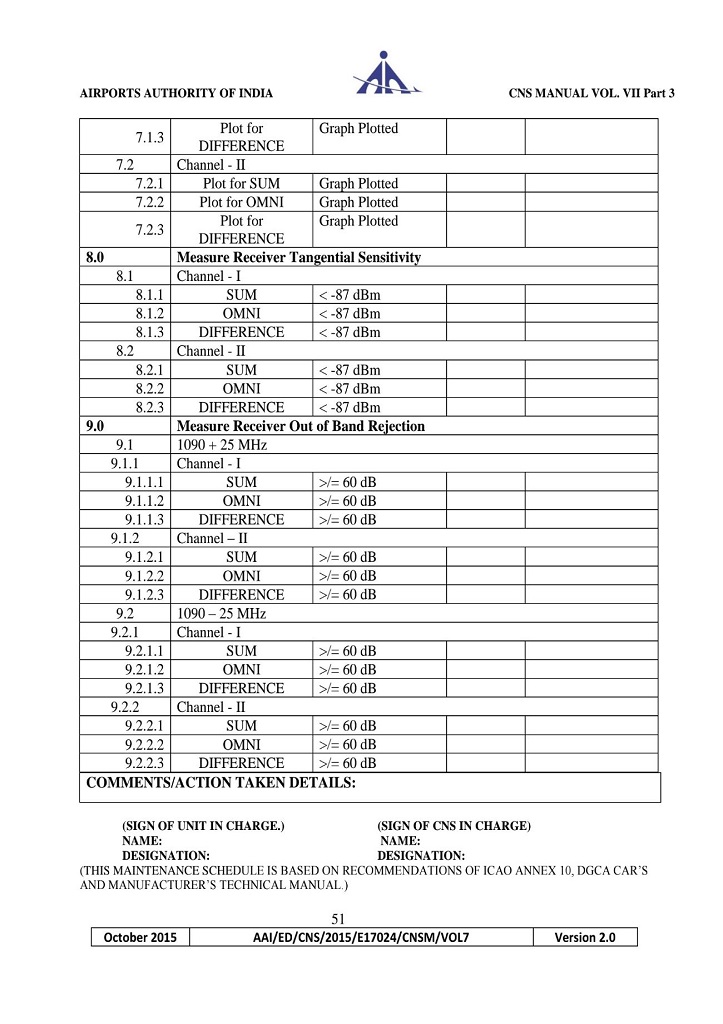 AIRPORTS AUTHORITY OF INDIA CNS MANUAL VOL. VII Part 3
7.1.3 Plot for DIFFERENCE Graph Plotted
7.2 Channel - II
7.2.1 Plot for SUM Graph Plotted
7.2.2 Plot for OMNI Graph Plotted
7.2.3 Plot for DIFFERENCE Graph Plotted
8.0 Measure Receiver Tangential Sensitivity
8.1 Channel - I
8.1.1 SUM < -87 dBm
8.1.2 OMNI < -87 dBm
8.1.3 DIFFERENCE < -87 dBm
8.2 Channel - II
8.2.1 SUM < -87 dBm
8.2.2 OMNI < -87 dBm
8.2.3 DIFFERENCE < -87 dBm
9.0 Measure Receiver Out of Band Rejection
9.1 1090 + 25 MHz
9.1.1 Channel - I
9.1.1.1 SUM >/= 60 dB
9.1.1.2 OMNI >/= 60 dB
9.1.1.3 DIFFERENCE >/= 60 dB
9.1.2 Channel – II
9.1.2.1 SUM >/= 60 dB
9.1.2.2 OMNI >/= 60 dB
9.1.2.3 DIFFERENCE >/= 60 dB
9.2 1090 – 25 MHz
9.2.1 Channel - I
9.2.1.1 SUM >/= 60 dB
9.2.1.2 OMNI >/= 60 dB
9.2.1.3 DIFFERENCE >/= 60 dB
9.2.2 Channel - II
9.2.2.1 SUM >/= 60 dB
9.2.2.2 OMNI >/= 60 dB
9.2.2.3 DIFFERENCE >/= 60 dB
COMMENTS/ACTION TAKEN DETAILS:
(SIGN OF UNIT IN CHARGE.) (SIGN OF CNS IN CHARGE)
NAME: NAME:
DESIGNATION: DESIGNATION:
(THIS MAINTENANCE SCHEDULE IS BASED ON RECOMMENDATIONS OF ICAO ANNEX 10, DGCA CAR'S
AND MANUFACTURER'S TECHNICAL MANUAL.)
51
October 2015 AAI/ED/CNS/2015/E17024/CNSM/VOL7 Version 2.0